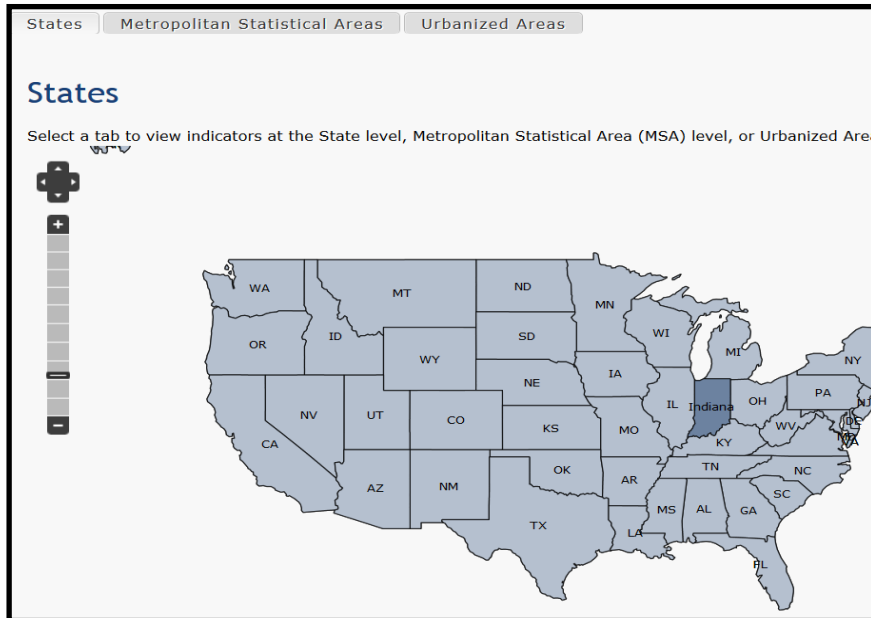 States
Metropolitan Statistical Areas
Urbanized Areas
States
Select a tab to view indicators at the State level, Metropolitan Statistical Area (MSA) level, or Urbanized Are
WA
MT
ND
MN
OR
ID
SD
WI
MI
NY
WY
IA
NE
PA
NJ
NV
UT
CO
IL
Indiana
OH
DE
KS
MO
WV
CA
KY
VA
OK
TN
NC
AZ
NM
AR
SC
TX
MS
AL
GA
LA
FL